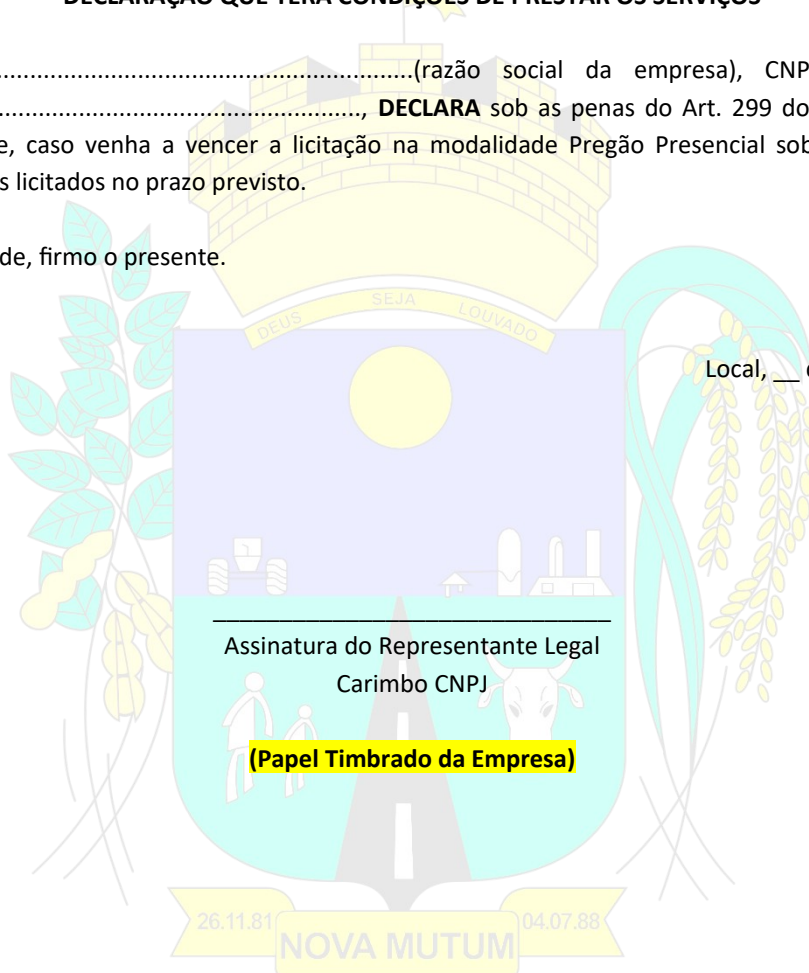 DECLARAÇÃO QUE TERÁ CONDIÇÕES DE PRESTAR OS SERVIÇOS
..............................................................(razão social da empresa), CNP
......................................................, DECLARA sob as penas do Art. 299 do
e, caso venha a vencer a licitação na modalidade Pregão Presencial sob
s licitados no prazo previsto.
de, firmo o presente.
DEUS SEJA LOUVADO
Local, __
_______________________________
Assinatura do Representante Legal
Carimbo CNPJ
(Papel Timbrado da Empresa)
26.11.81 04.07.88
NOVA MUTUM